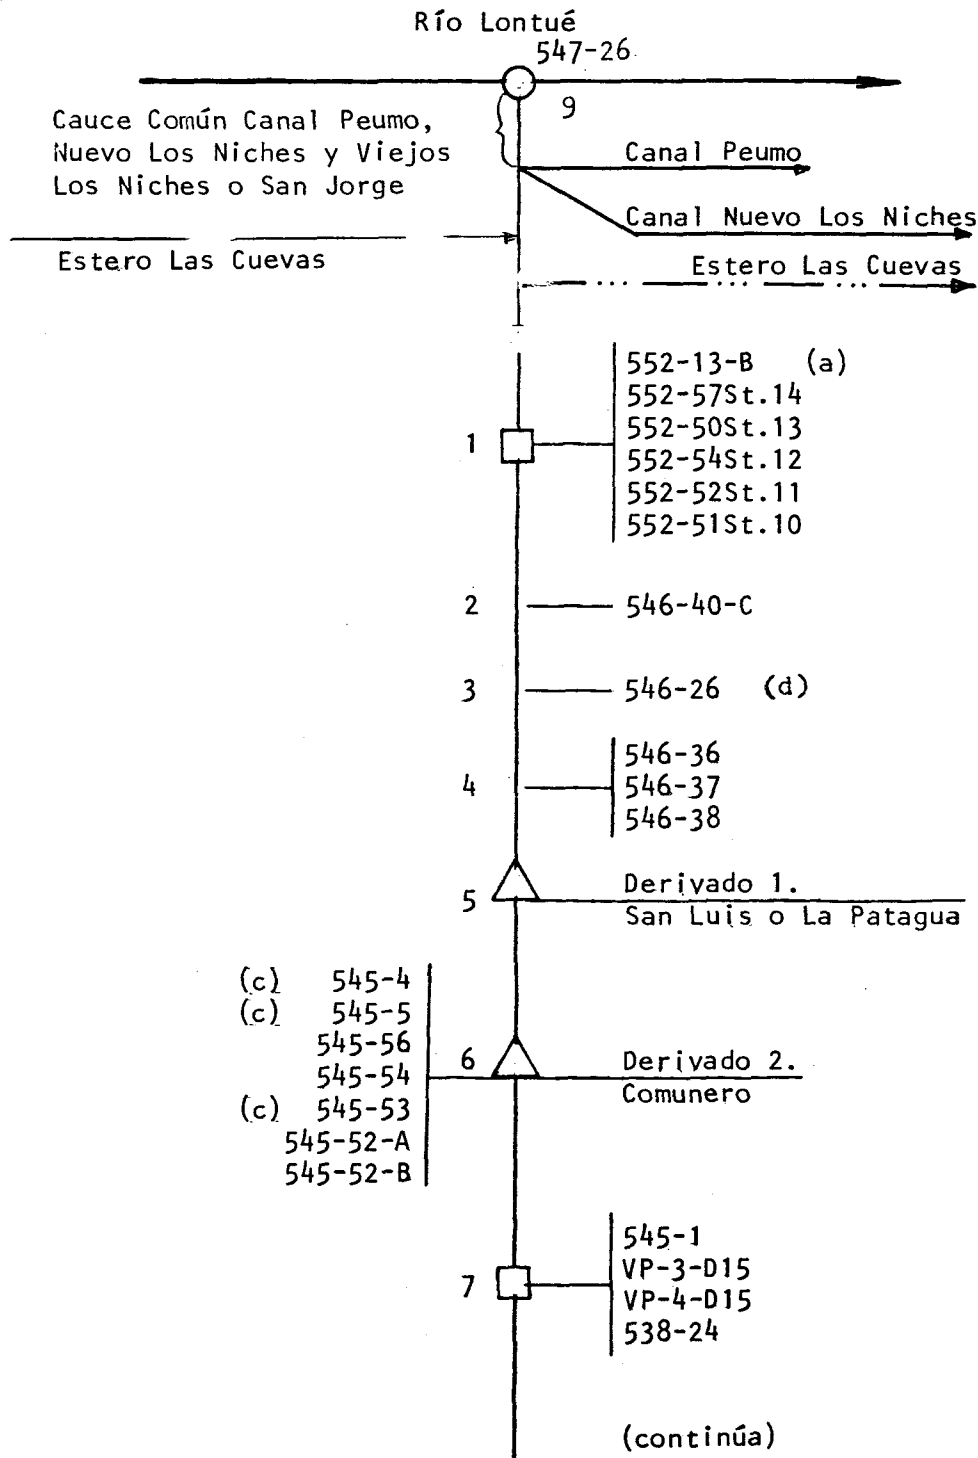 Río Lontué
547-26
9
Cauce Común Canal Peumo,
Nuevo Los Niches y Viejos
Los Niches o San Jorge
Canal Peumo
Canal Nuevo Los Niches
Estero Las Cuevas
Estero Las Cuevas
1
552-13-B (a)
552-57St.14
552-50St.13
552-54St.12
552-52St.11
552-51St.10
2
546-40-C
3
546-26 (d)
4
546-36
546-37
546-38
5
Derivado 1.
San Luis o La Patagua
(c) 545-4
(c) 545-5
545-56
545-54
(c) 545-53
545-52-A
545-52-B
6
Derivado 2.
Comunero
7
545-1
VP-3-D15
VP-4-D15
538-24
(continúa)